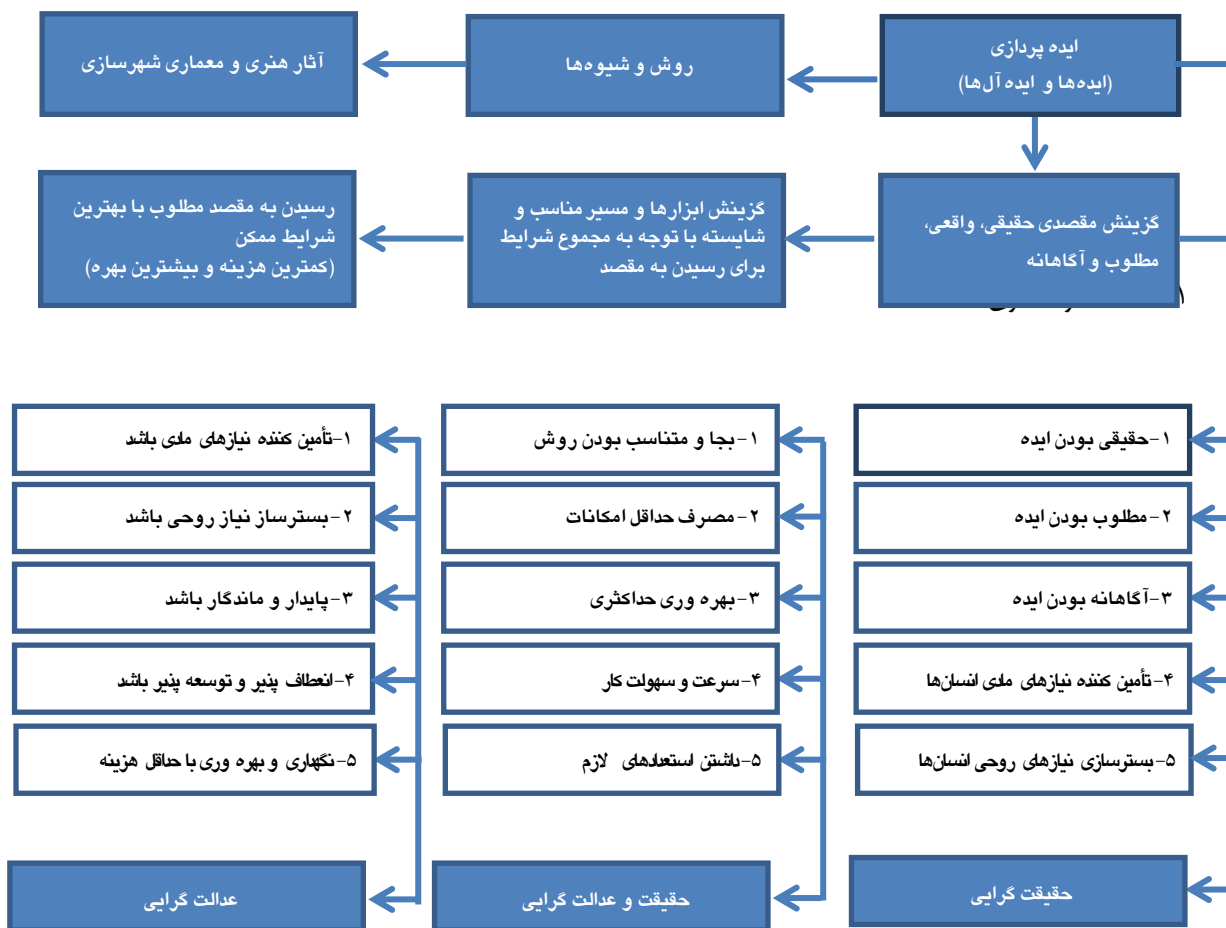 ایده پردازی
(ایده‌ها و ایده آل‌ها)
روش و شیوه‌ها
آثار هنری و معماری شهرسازی
گزینش مقصدی حقیقی، واقعی،
مطلوب و آگاهانه
گزینش ابزارها و مسیر مناسب و
شایسته با توجه به مجموع شرایط
برای رسیدن به مقصد
رسیدن به مقصد مطلوب با بهترین
شرایط ممکن
(کمترین هزینه و بیشترین بهره)
۱-حقیقی بودن ایده
۲-مطلوب بودن ایده
۳-آگاهانه بودن ایده
۴-تأمین کننده نیازهای مادی انسان‌ها
۵-بسترسازی نیازهای روحی انسان‌ها
حقیقت گرایی
۱-بجا و متناسب بودن روش
۲-مصرف حداقل امکانات
۳-بهره وری حداکثری
۴-سرعت و سهولت کار
۵-داشتن استعدادهای لازم
حقیقت و عدالت گرایی
۱-تأمین کننده نیازهای مادی باشد
۲-بسترساز نیاز روحی باشد
۳-پایدار و ماندگار باشد
۴-انعطاف پذیر و توسعه پذیر باشد
۵-نگهداری و بهره وری با حداقل هزینه
عدالت گرایی